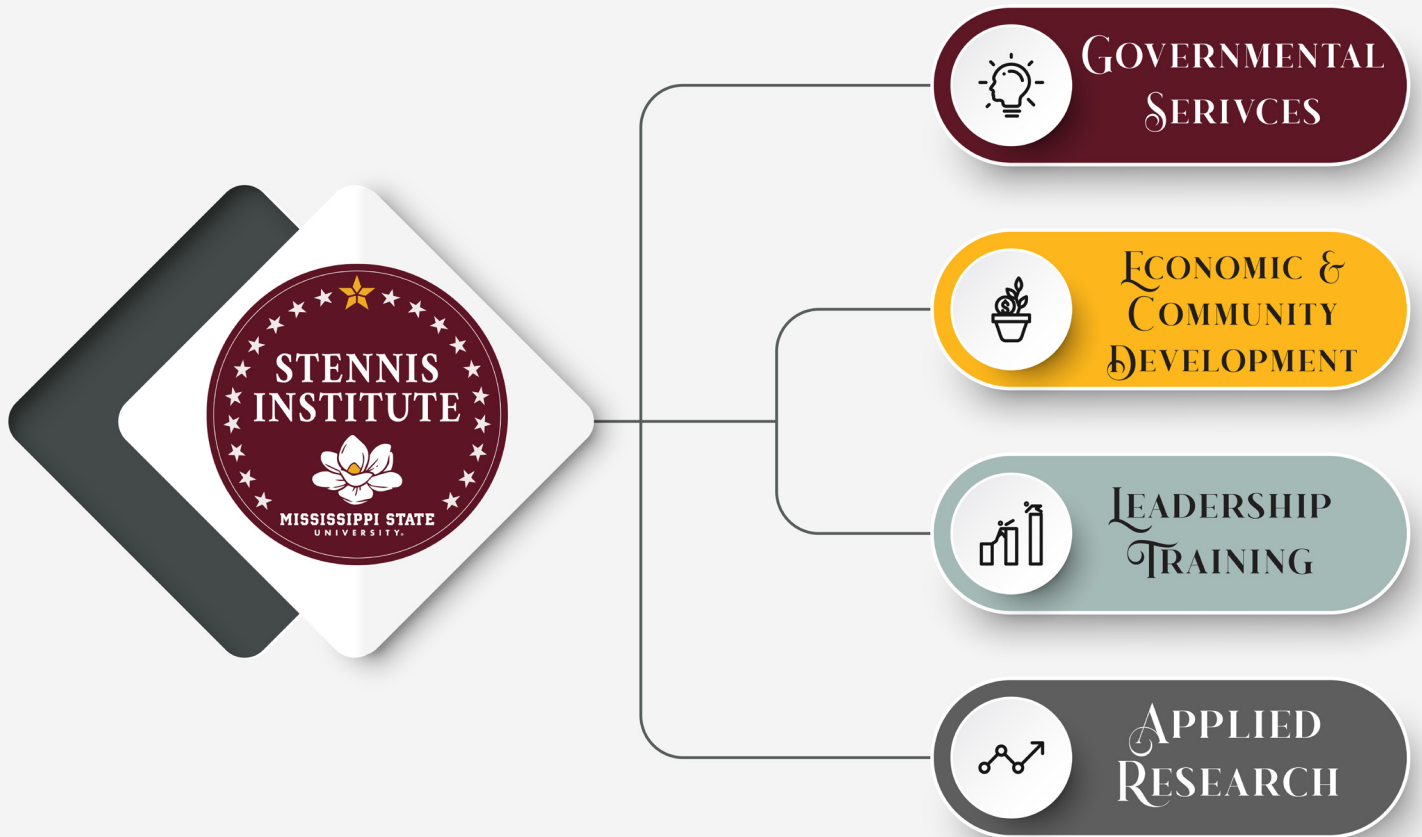 STENNIS
INSTITUTE
MISSISSIPPI STATE
UNIVERSITY.
GOVERNMENTAL
SERIVCES
ECONOMIC &
COMMUNITY
DEVELOPMENT
LEADERSHIP
TRAINING
APPLIED
RESEARCH